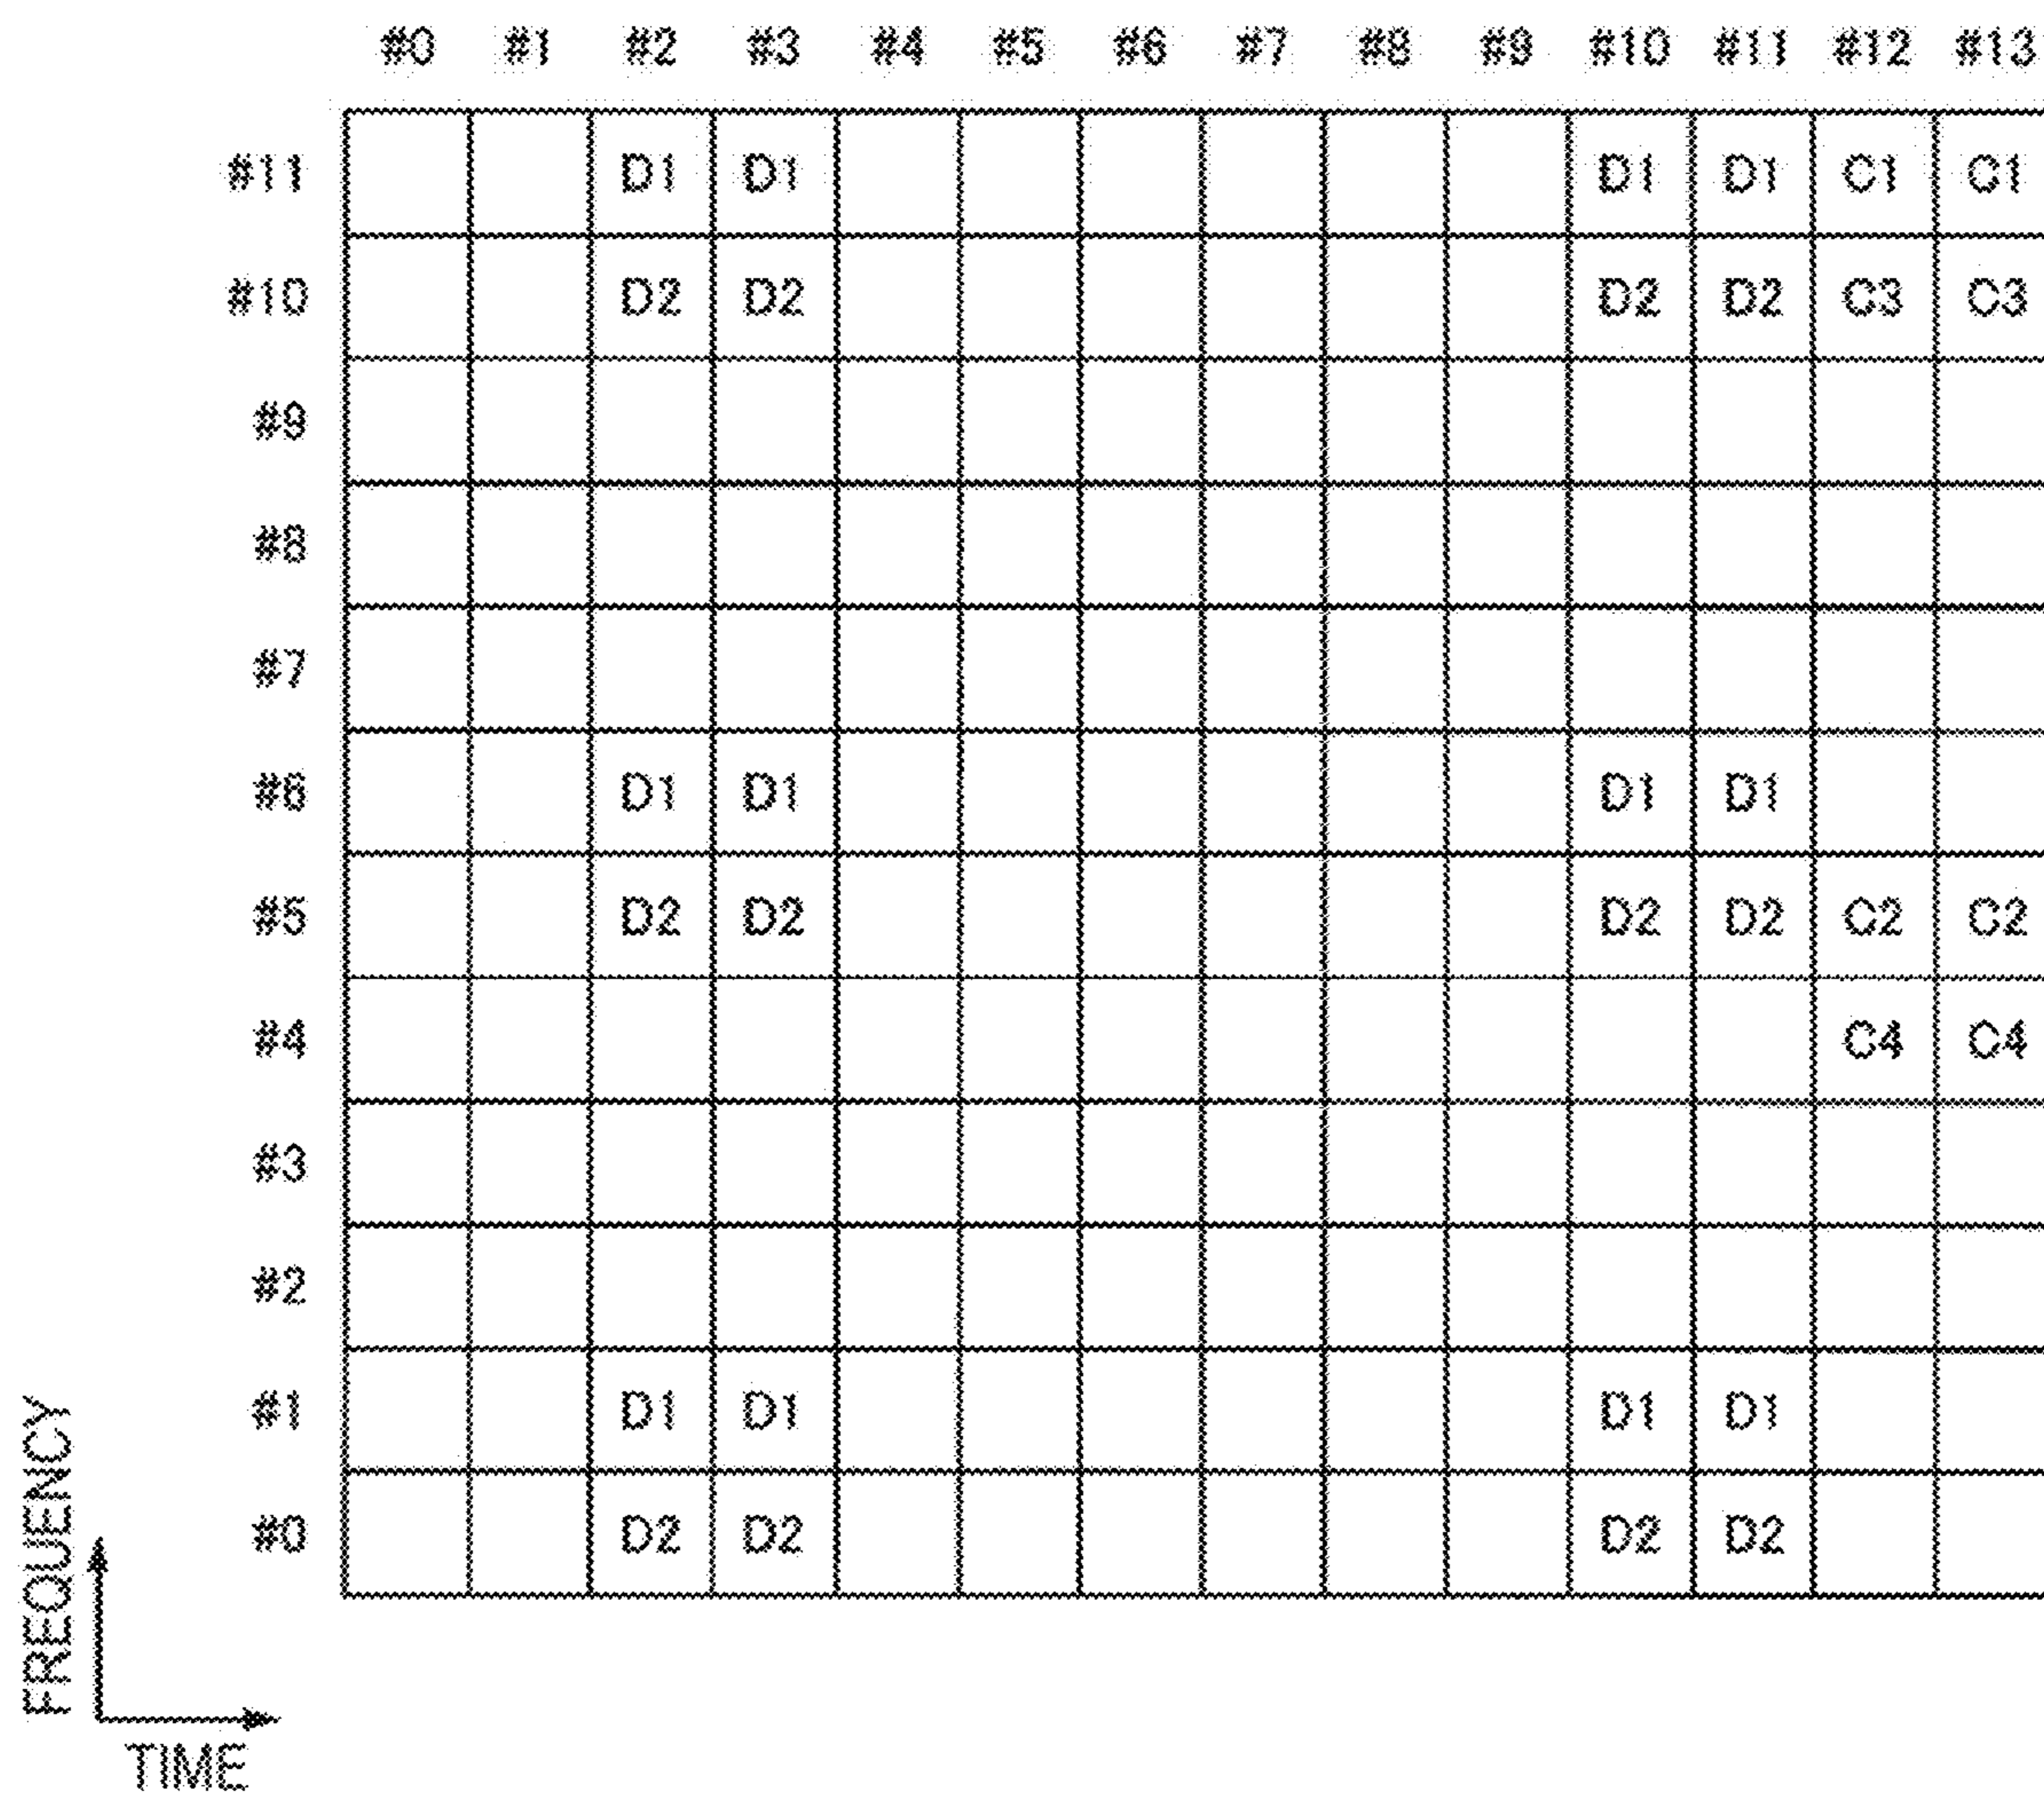 #0 #1 #2 #3 #4 #5 #6 #7 #8 #9 #10 #11 #12 #13
#11 D1 D1 D1 D1 C1 C1
#10 D2 D2 D2 D2 C3 C3
#9
#8
#7
#6 D1 D1 D1 D1
#5 D2 D2 D2 D2 C2 C2
#4 C4 C4
#3
#2
#1 D1 D1 D1 D1
#0 D2 D2 D2 D2
FREQUENCY
TIME